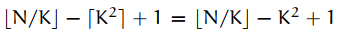 ⌊N/K⌋ − ⌈K²⌉ + 1 = ⌊N/K⌋ − K² + 1